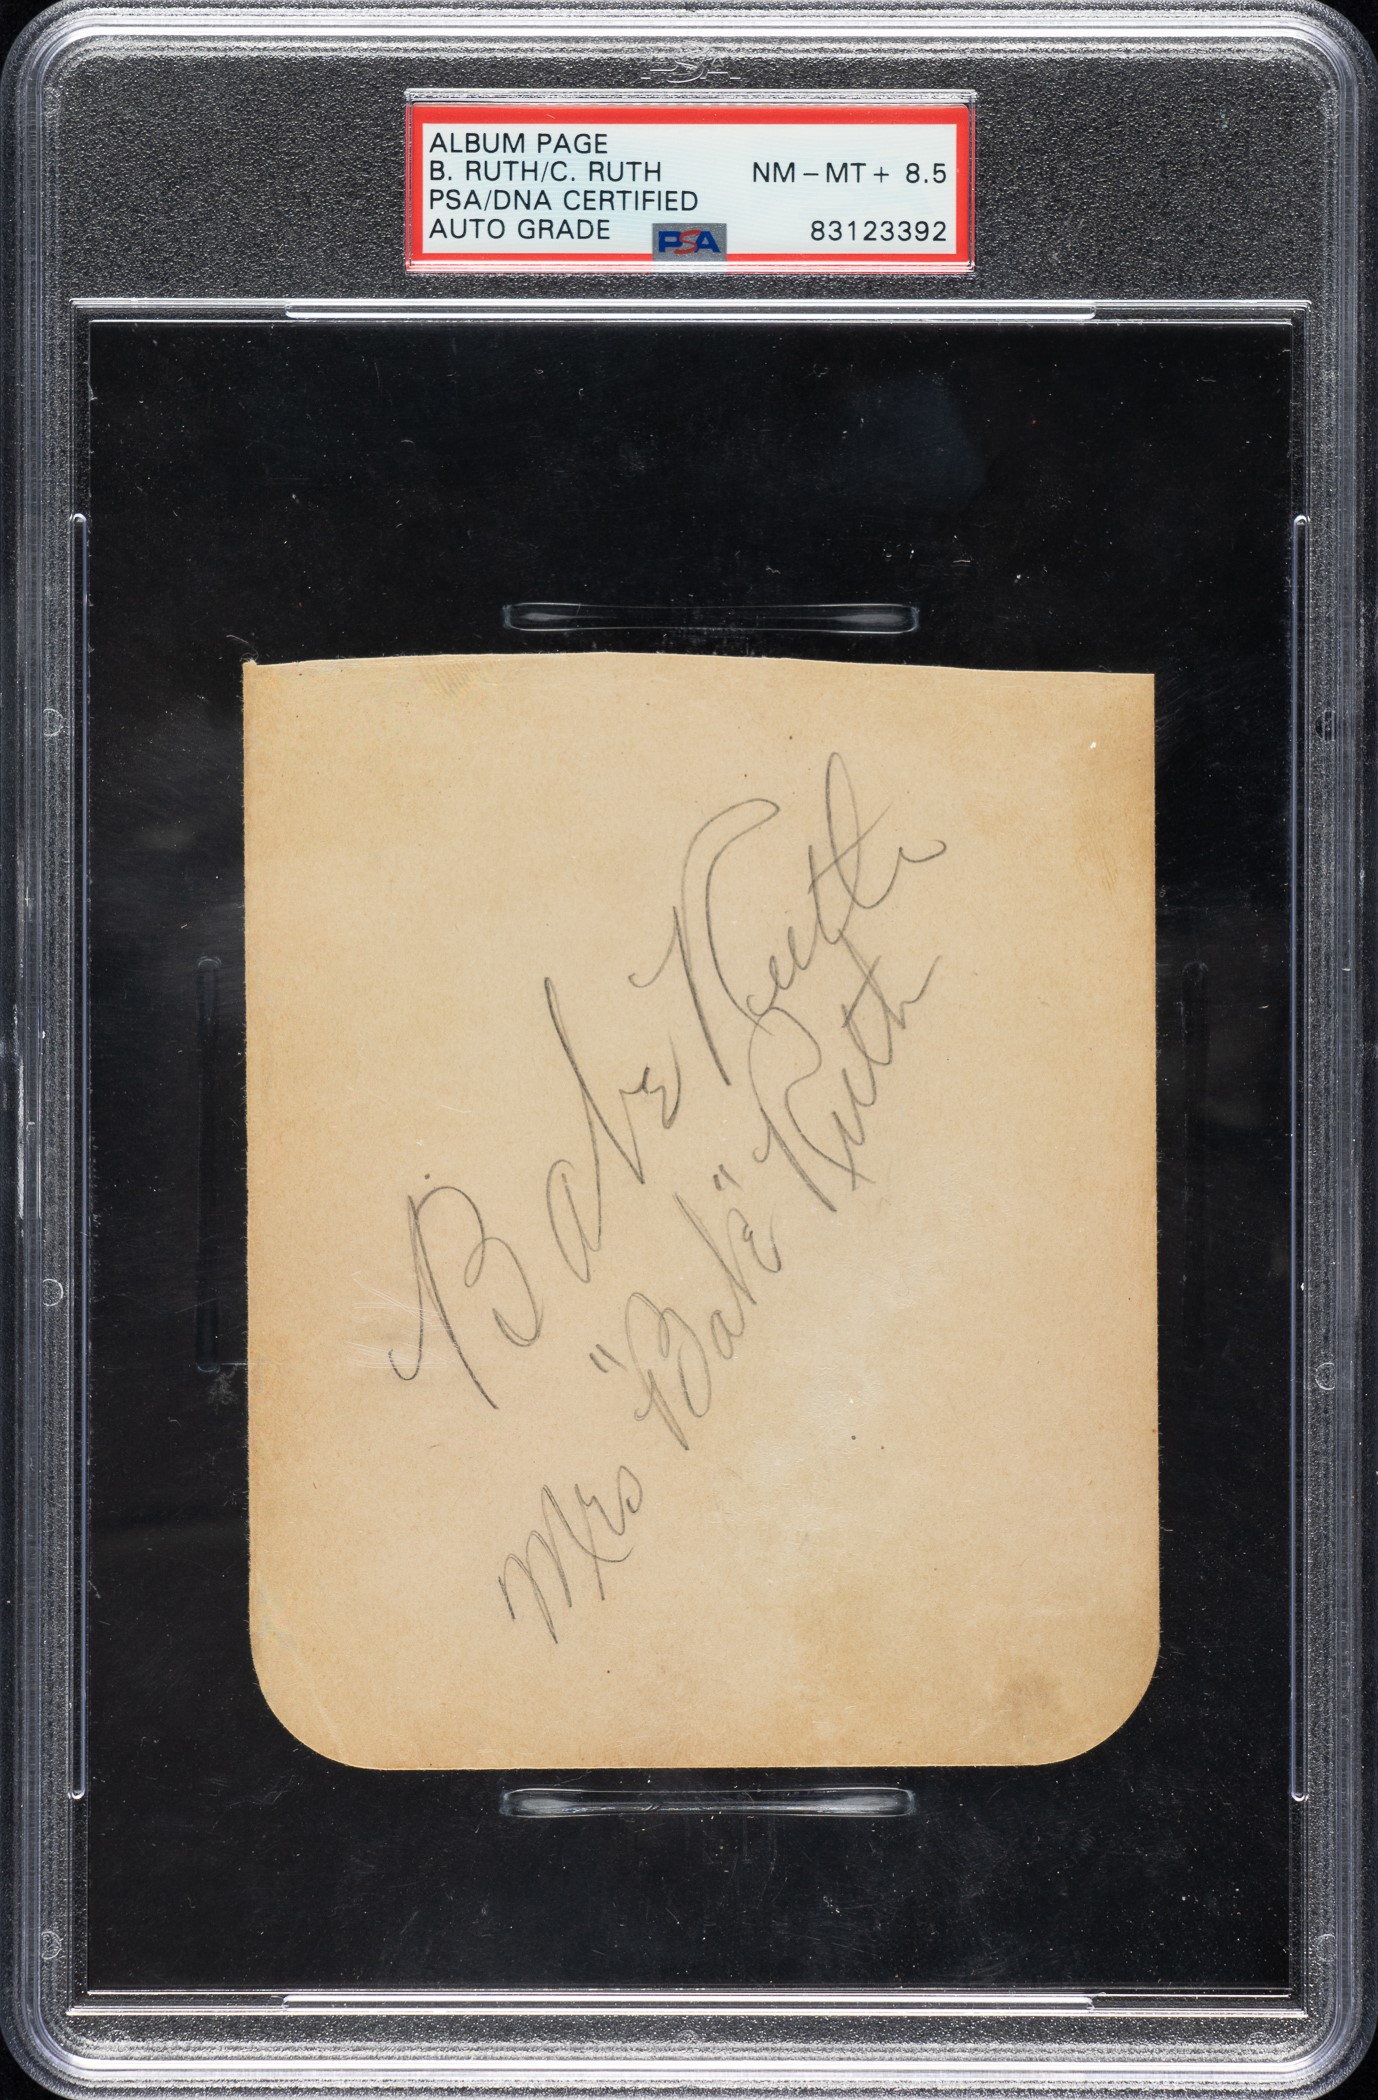 PSA
ALBUM PAGE
B. RUTH/C. RUTH NM-MT+ 8.5
PSA/DNA CERTIFIED
AUTO GRADE PSA 83123392
Babe Ruth
Mrs "Babe" Ruth